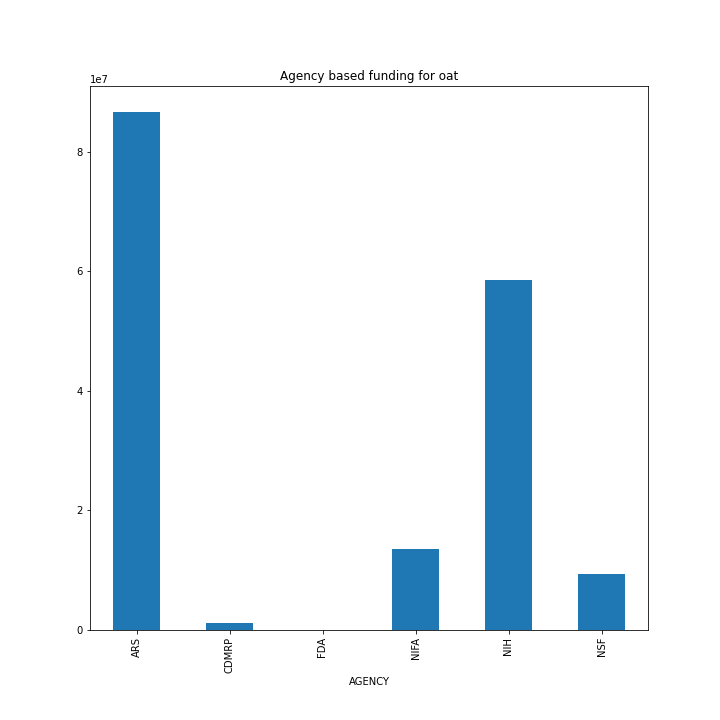 Agency based funding for oat
1e7
8
6
4
2
0
ARS
CDMRP
FDA
NIFA
NIH
NSF
AGENCY